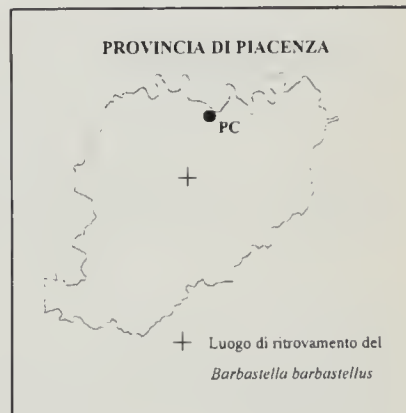 PROVINCIA DI PIACENZA
PC
Luogo di ritrovamento del
Barbastella barbastellus